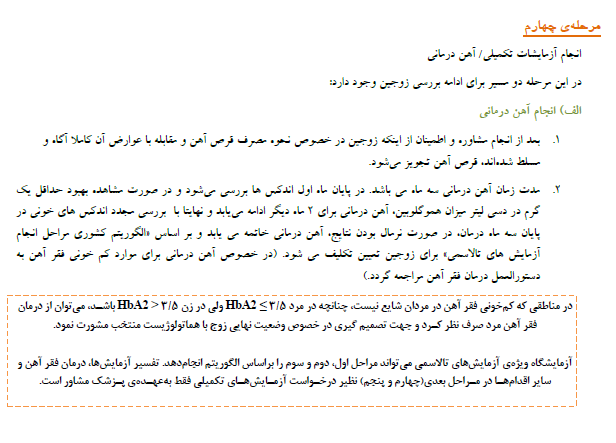 مرحله‌ی چهارم
انجام آزمایشات تکمیلی/ آهن درمانی
در این مرحله دو مسیر برای ادامه بررسی زوجین وجود دارد:
الف) انجام آهن درمانی
۱. بعد از انجام مشاوره و اطمینان از اینکه زوجین در خصوص نحوه مصرف قرص آهن و مقابله با عوارض آن کاملا آگاه و
مسلط شده‌اند، قرص آهن تجویز می‌شود.
۲. مدت زمان آهن درمانی سه ماه می باشد. در پایان ماه اول اندکس ها بررسی می‌شود و در صورت مشاهده بهبود حداقل یک
گرم در دسی لیتر میزان هموگلوبین، آهن درمانی برای ۲ ماه دیگر ادامه می‌یابد و نهایتا با بررسی مجدد اندکس های خونی در
پایان سه ماه درمان، در صورت نرمال بودن نتایج، آهن درمانی خاتمه می یابد و بر اساس «الگوریتم کشوری مراحل انجام
آزمایش های تالاسمی» برای زوجین تعیین تکلیف می شود. (در خصوص آهن درمانی برای موارد کم خونی فقر آهن به
دستورالعمل درمان فقر آهن مراجعه گردد.)
در مناطقی که کم‌خونی فقر آهن در مردان شایع نیست، چنانچه در مرد HbA2 ≤ ۳/۵ ولی در زن HbA2 > ۳/۵ باشد، می‌توان از درمان
فقر آهن مرد صرف نظر کرد و جهت تصمیم گیری در خصوص وضعیت نهایی زوج با هماتولوژیست منتخب مشورت نمود.
آزمایشگاه ویژه‌ی آزمایش‌های تالاسمی می‌تواند مراحل اول، دوم و سوم را براساس الگوریتم انجام‌دهد. تفسیر آزمایش‌ها، درمان فقر آهن و
سایر اقدام‌ها در مراحل بعدی(چهارم و پنجم) نظیر درخواست آزمایش‌های تکمیلی فقط به‌عهده‌ی پزشک مشاور است.